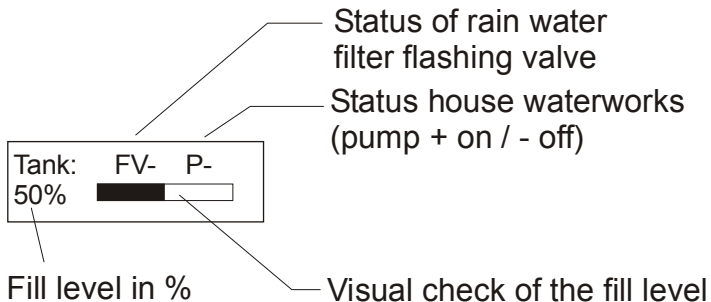 Status of rain water
filter flashing valve
Status house waterworks
(pump + on / - off)
Tank: FV- P-
50%
Fill level in %
Visual check of the fill level